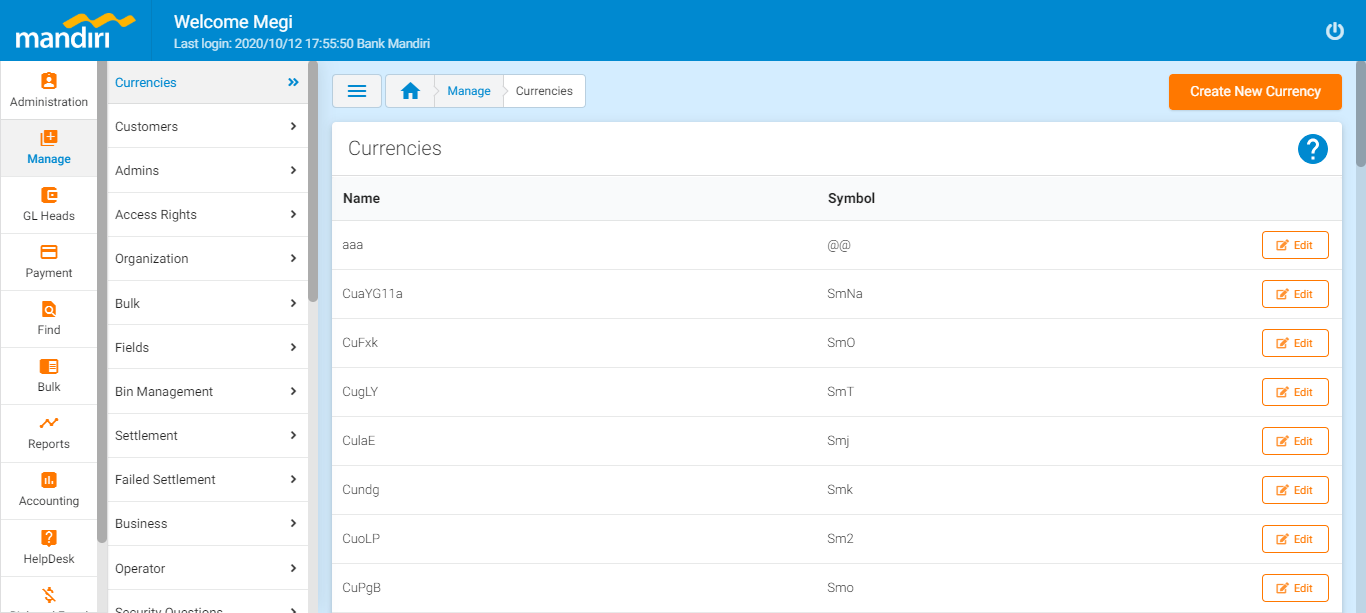 mandiri
Welcome Megi
Last login: 2020/10/12 17:55:50 Bank Mandiri
Administration
Manage
GL Heads
Payment
Find
Bulk
Reports
Accounting
HelpDesk
Currencies
Customers
Admins
Access Rights
Organization
Bulk
Fields
Bin Management
Settlement
Failed Settlement
Business
Operator
Security Questions
Manage Currencies
Create New Currency
Currencies
?
Name Symbol
aaa @@ Edit
CuaYG11a SmNa Edit
CuFxk SmO Edit
CugLY SmT Edit
CulaE Smj Edit
Cundg Smk Edit
CuoLP Sm2 Edit
CuPgB Smo Edit